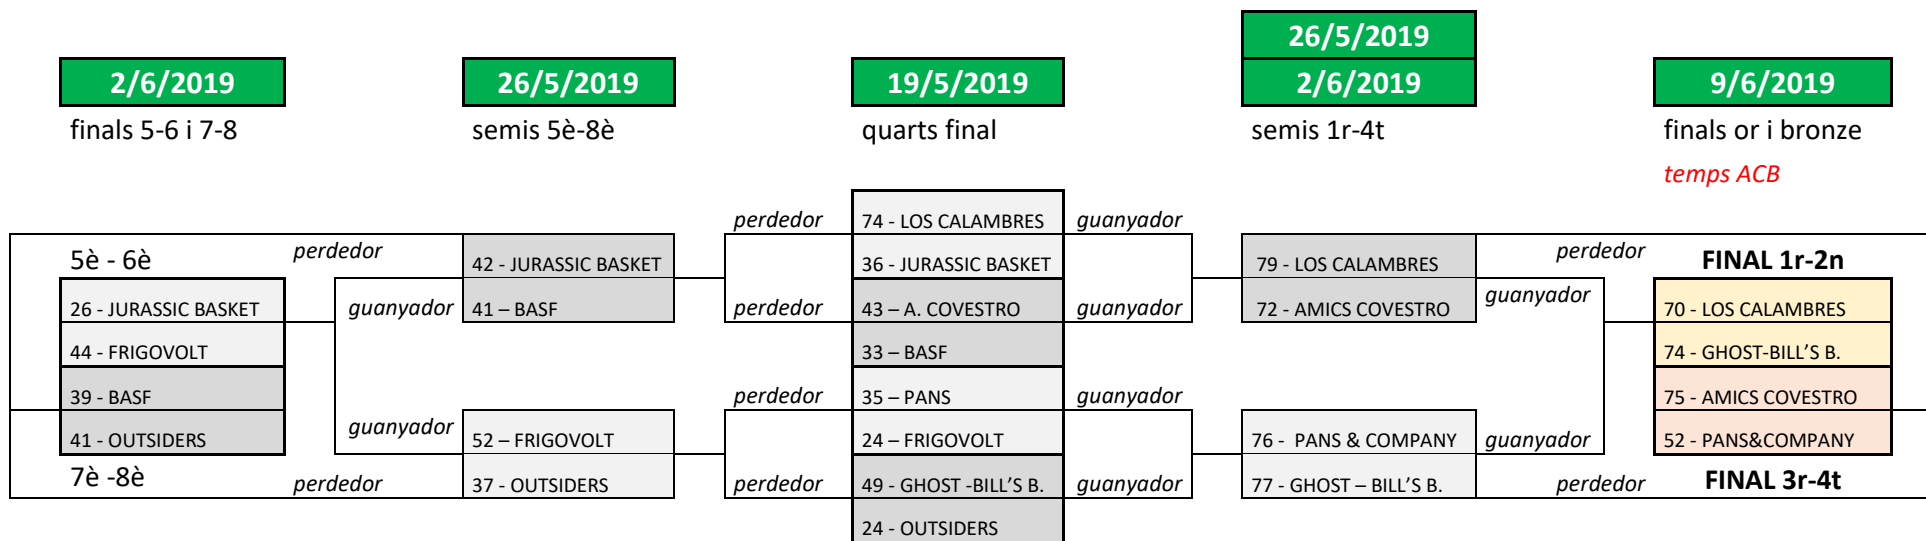 26/5/2019
2/6/2019 26/5/2019 19/5/2019 2/6/2019 9/6/2019
finals 5-6 i 7-8 semis 5è-8è quarts final semis 1r-4t finals or i bronze
temps ACB
perdedor 74 - LOS CALAMBRES guanyador
5è - 6è perdedor 42 - JURASSIC BASKET 36 - JURASSIC BASKET 79 - LOS CALAMBRES perdedor FINAL 1r-2n
26 - JURASSIC BASKET guanyador 41 – BASF perdedor 43 – A. COVESTRO guanyador 72 - AMICS COVESTRO guanyador 70 - LOS CALAMBRES
44 - FRIGOVOLT 33 – BASF 74 - GHOST-BILL’S B.
39 - BASF perdedor 35 – PANS guanyador 75 - AMICS COVESTRO
41 - OUTSIDERS guanyador 52 – FRIGOVOLT 24 – FRIGOVOLT 76 - PANS & COMPANY guanyador 52 - PANS&COMPANY
7è -8è perdedor 37 - OUTSIDERS perdedor 49 - GHOST -BILL’S B. guanyador 77 - GHOST – BILL’S B. perdedor FINAL 3r-4t
24 - OUTSIDERS